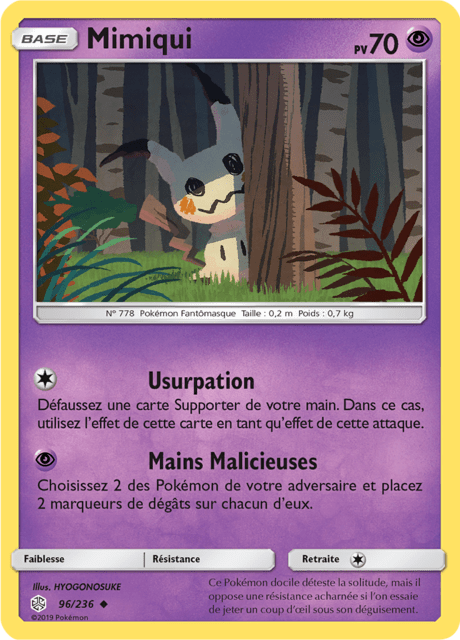 BASE Mimiqui PV 70
N° 778 Pokémon Fantômasque Taille : 0,2 m Poids : 0,7 kg
Usurpation
Défaussez une carte Supporter de votre main. Dans ce cas,
utilisez l'effet de cette carte en tant qu'effet de cette attaque.
Mains Malicieuses
Choisissez 2 des Pokémon de votre adversaire et placez
2 marqueurs de dégâts sur chacun d'eux.
Faiblesse Résistance Retraite
Illus. HYOGONOSUKE
96/236
©2019 Pokémon
Ce Pokémon docile déteste la solitude, mais il
oppose une résistance acharnée si l'on essaie
de jeter un coup d'œil sous son déguisement.